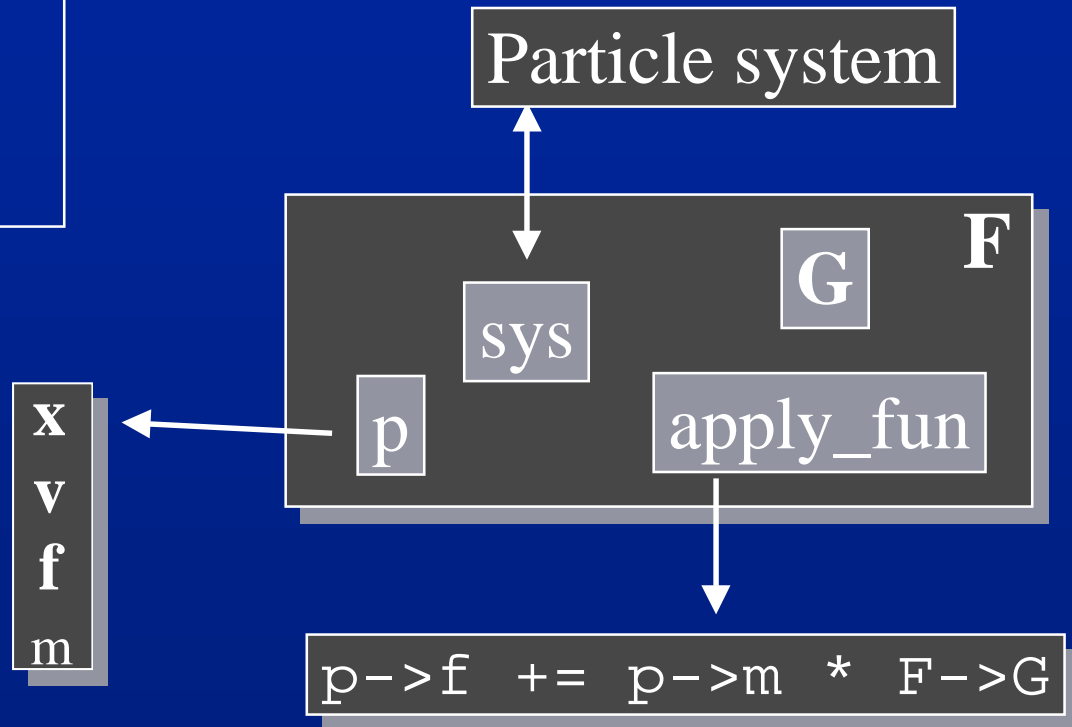 Particle system
F
G
sys
p
apply_fun
x
v
f
m
p->f += p->m * F->G